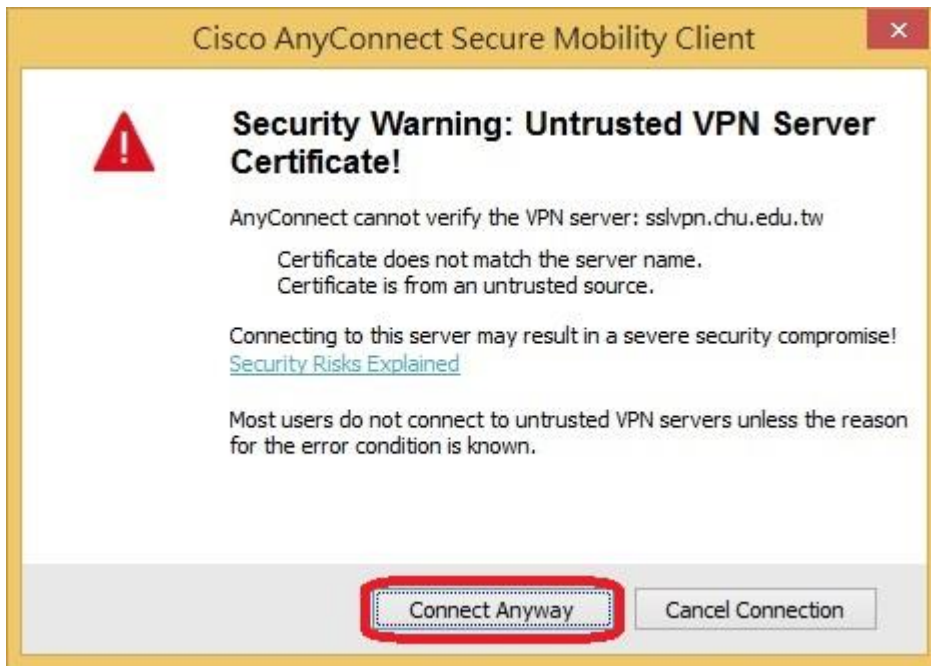 Cisco AnyConnect Secure Mobility Client
Security Warning: Untrusted VPN Server
Certificate!
AnyConnect cannot verify the VPN server: sslvpn.chu.edu.tw
Certificate does not match the server name.
Certificate is from an untrusted source.
Connecting to this server may result in a severe security compromise!
Security Risks Explained
Most users do not connect to untrusted VPN servers unless the reason
for the error condition is known.
Connect Anyway
Cancel Connection